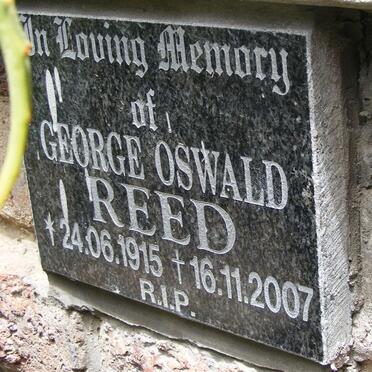 In Loving Memory
of
GEORGE OSWALD
REED
* 24.06.1915 † 16.11.2007
R.I.P.